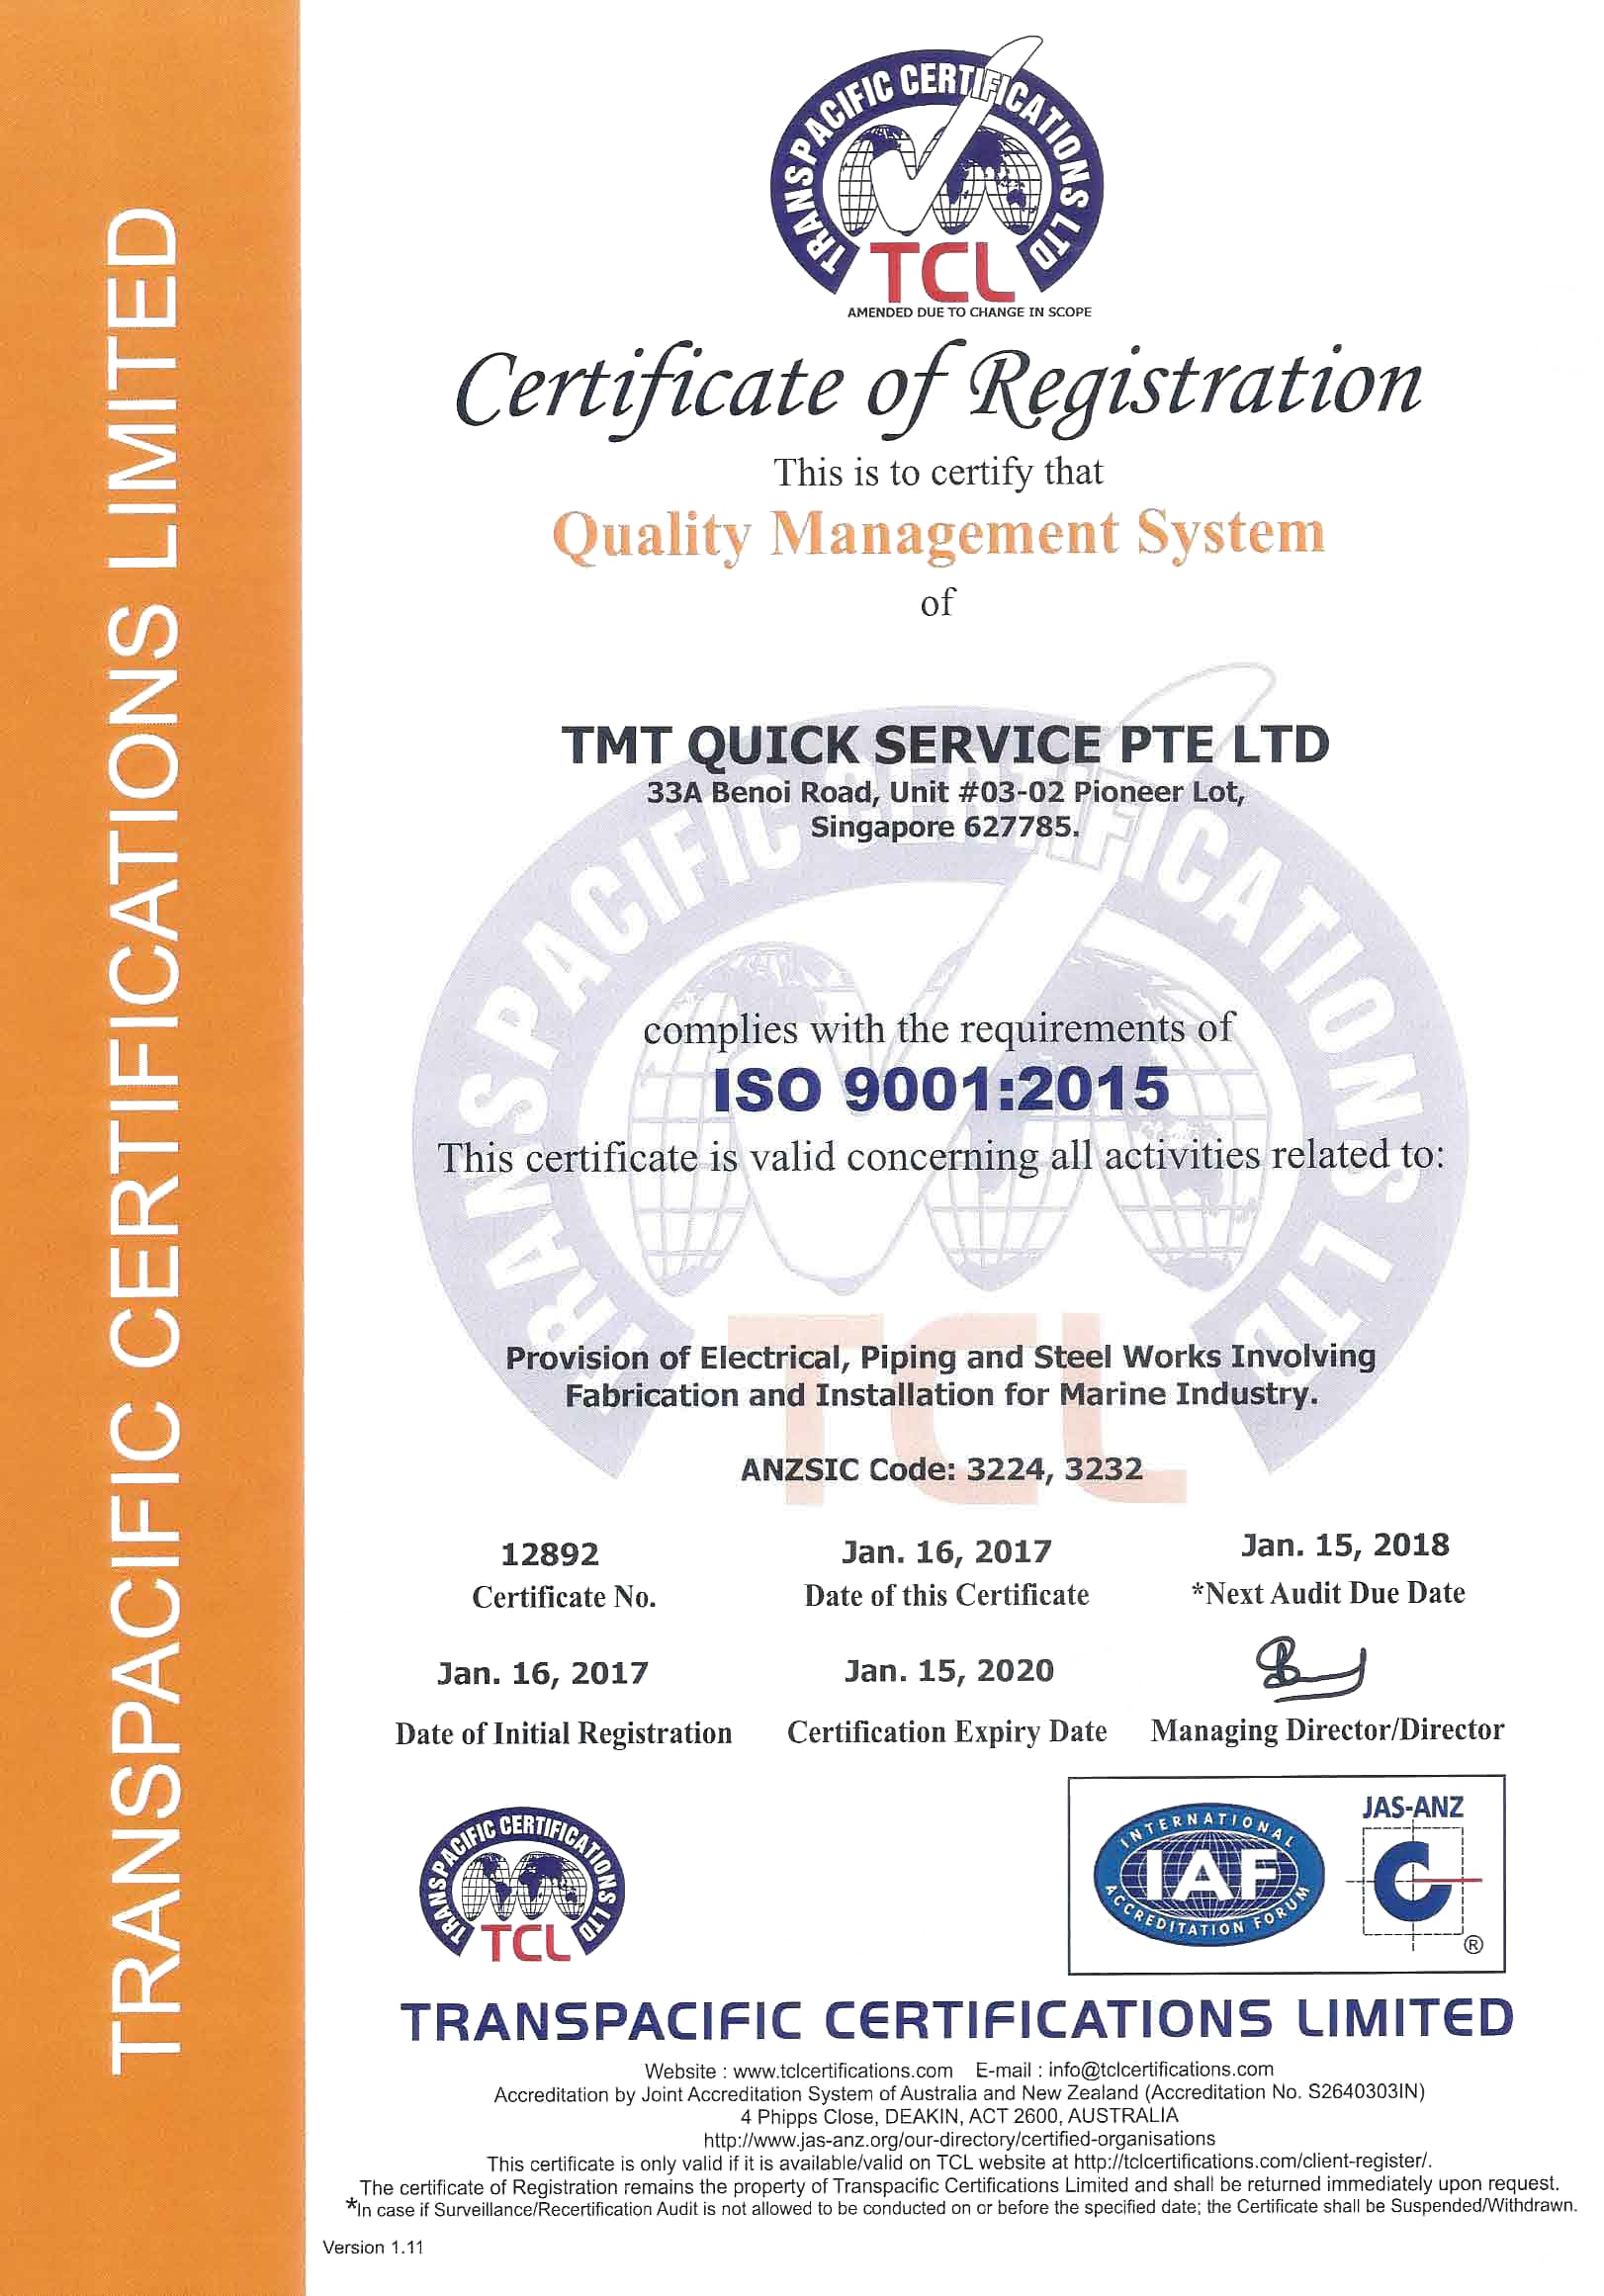 TRANSPACIFIC CERTIFICATIONS LIMITED
TRANSPACIFIC CERTIFICATIONS LTD
TCL
AMENDED DUE TO CHANGE IN SCOPE
Certificate of Registration
This is to certify that
Quality Management System
of
TMT QUICK SERVICE PTE LTD
33A Benoi Road, Unit #03-02 Pioneer Lot,
Singapore 627785.
TRANSPACIFIC CERTIFICATIONS LTD
TCL
complies with the requirements of
ISO 9001:2015
This certificate is valid concerning all activities related to:
Provision of Electrical, Piping and Steel Works Involving
Fabrication and Installation for Marine Industry.
ANZSIC Code: 3224, 3232
12892
Certificate No.
Jan. 16, 2017
Date of this Certificate
Jan. 15, 2018
*Next Audit Due Date
Jan. 16, 2017
Date of Initial Registration
Jan. 15, 2020
Certification Expiry Date
Managing Director/Director
TRANSPACIFIC CERTIFICATIONS LTD
TCL
INTERNATIONAL
IAF
ACCREDITATION FORUM
JAS-ANZ
®
TRANSPACIFIC CERTIFICATIONS LIMITED
Website : www.tclcertifications.com E-mail : info@tclcertifications.com
Accreditation by Joint Accreditation System of Australia and New Zealand (Accreditation No. S2640303IN)
4 Phipps Close, DEAKIN, ACT 2600, AUSTRALIA
http://www.jas-anz.org/our-directory/certified-organisations
This certificate is only valid if it is available/valid on TCL website at http://tclcertifications.com/client-register/.
The certificate of Registration remains the property of Transpacific Certifications Limited and shall be returned immediately upon request.
*In case if Surveillance/Recertification Audit is not allowed to be conducted on or before the specified date; the Certificate shall be Suspended/Withdrawn.
Version 1.11